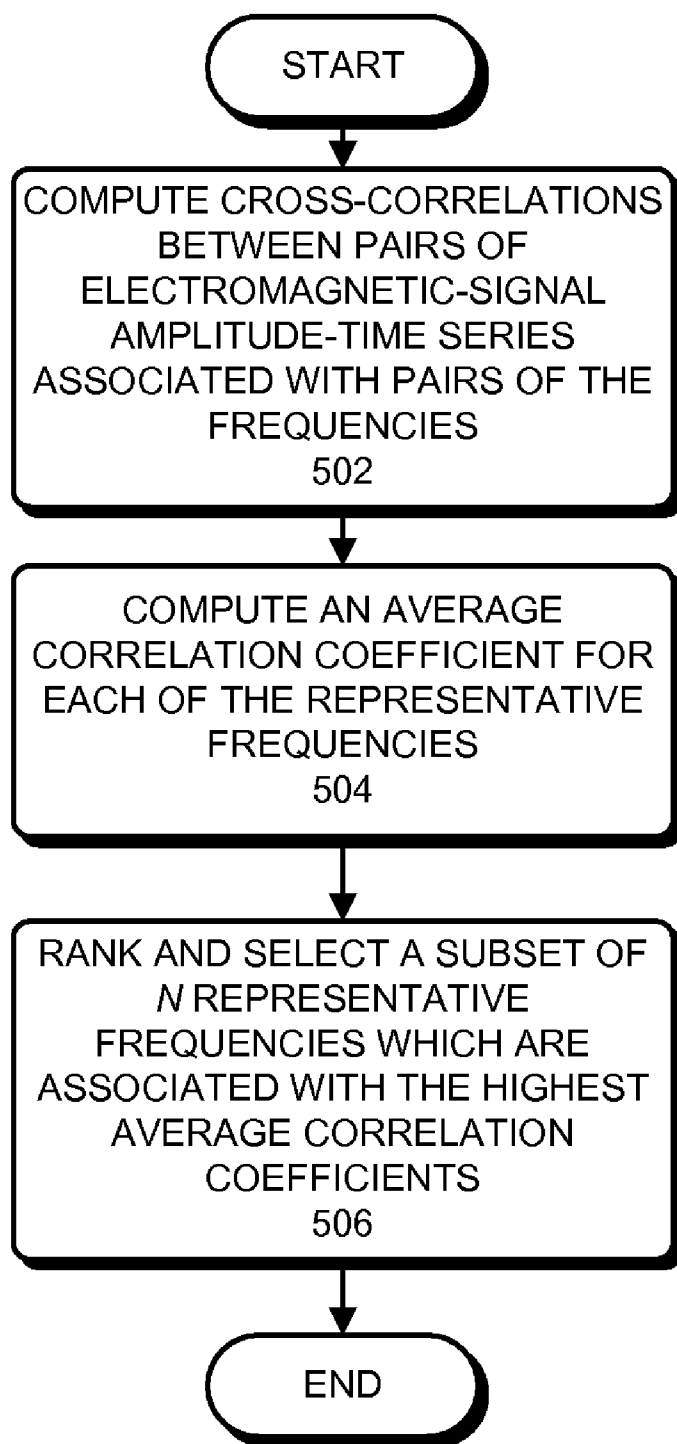 START
COMPUTE CROSS-CORRELATIONS
BETWEEN PAIRS OF
ELECTROMAGNETIC-SIGNAL
AMPLITUDE-TIME SERIES
ASSOCIATED WITH PAIRS OF THE
FREQUENCIES
502
COMPUTE AN AVERAGE
CORRELATION COEFFICIENT FOR
EACH OF THE REPRESENTATIVE
FREQUENCIES
504
RANK AND SELECT A SUBSET OF
N REPRESENTATIVE
FREQUENCIES WHICH ARE
ASSOCIATED WITH THE HIGHEST
AVERAGE CORRELATION
COEFFICIENTS
506
END